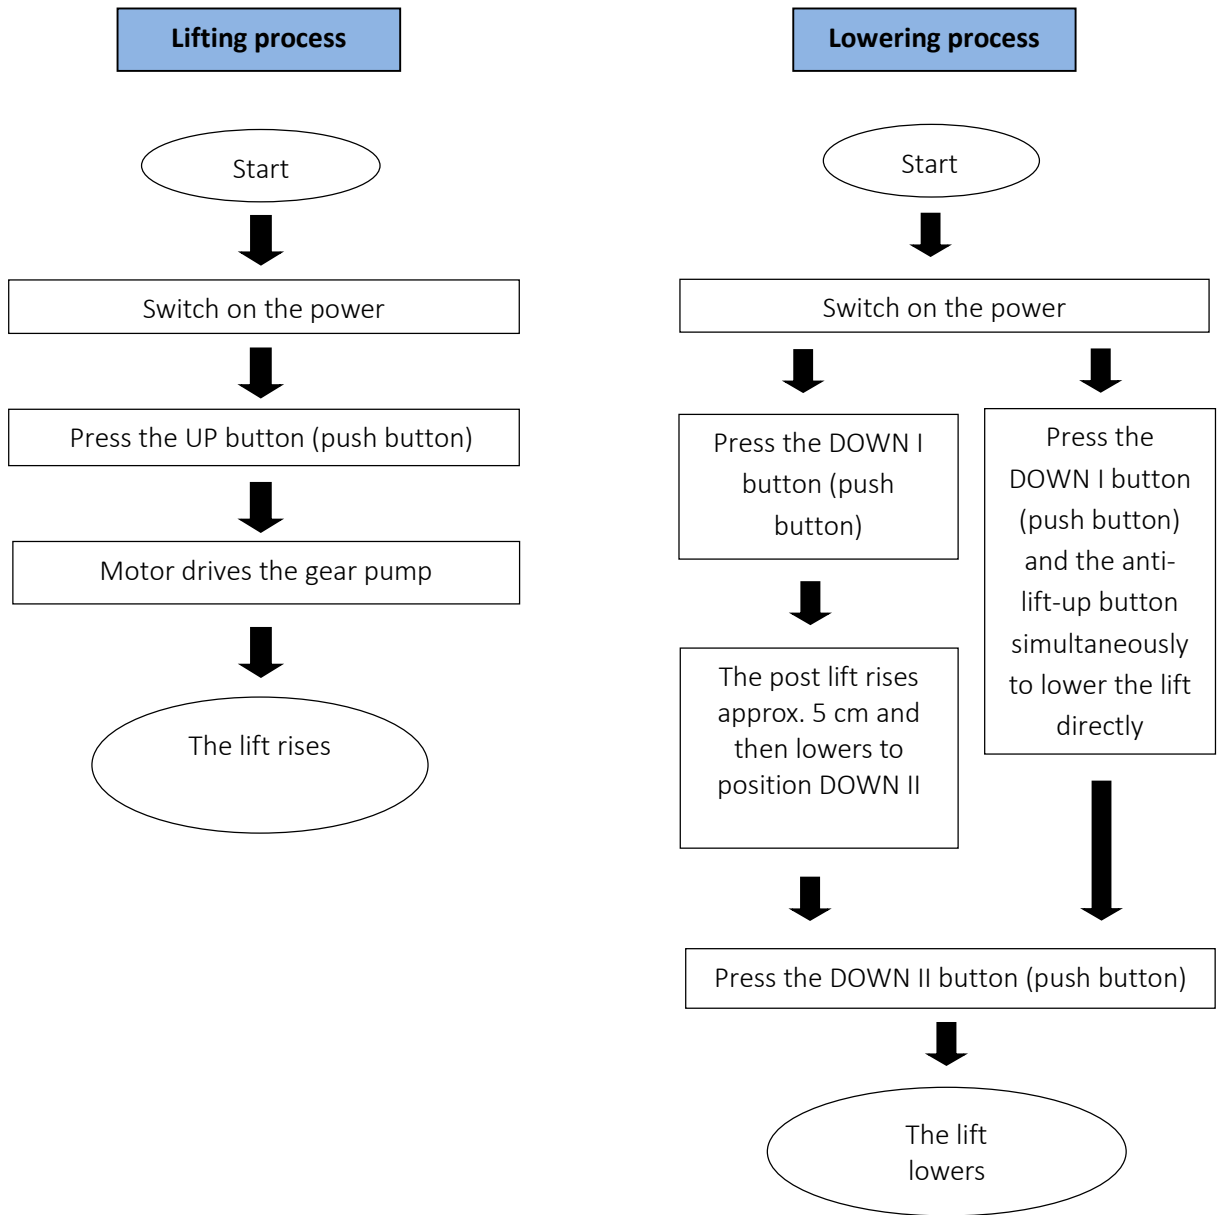 Lifting process
Start
Switch on the power
Press the UP button (push button)
Motor drives the gear pump
The lift rises
Lowering process
Start
Switch on the power
Press the DOWN I
button (push
button)
The post lift rises
approx. 5 cm and
then lowers to
position DOWN II
Press the
DOWN I button
(push button)
and the anti-
lift-up button
simultaneously
to lower the lift
directly
Press the DOWN II button (push button)
The lift
lowers